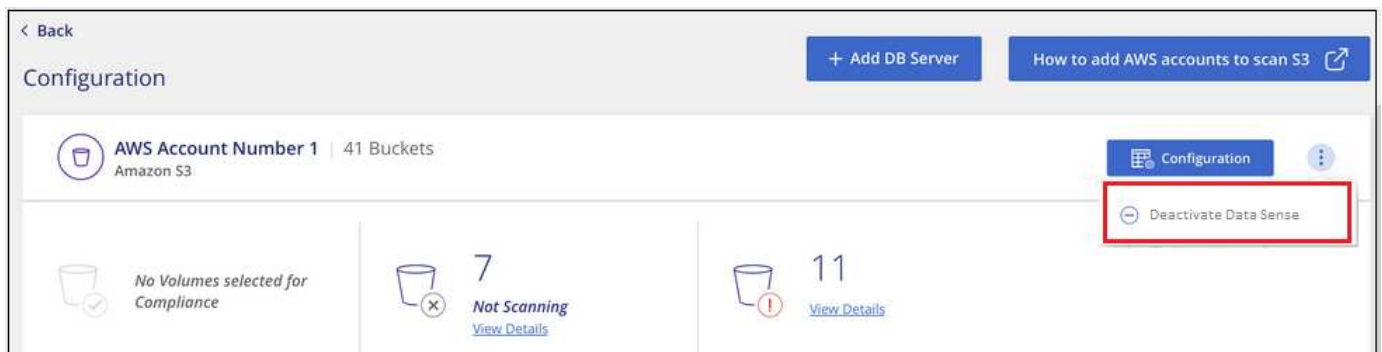 < Back
+ Add DB Server
How to add AWS accounts to scan S3
Configuration
AWS Account Number 1 | 41 Buckets
Amazon S3
Configuration
Deactivate Data Sense
No Volumes selected for
Compliance
7
Not Scanning
View Details
11
View Details